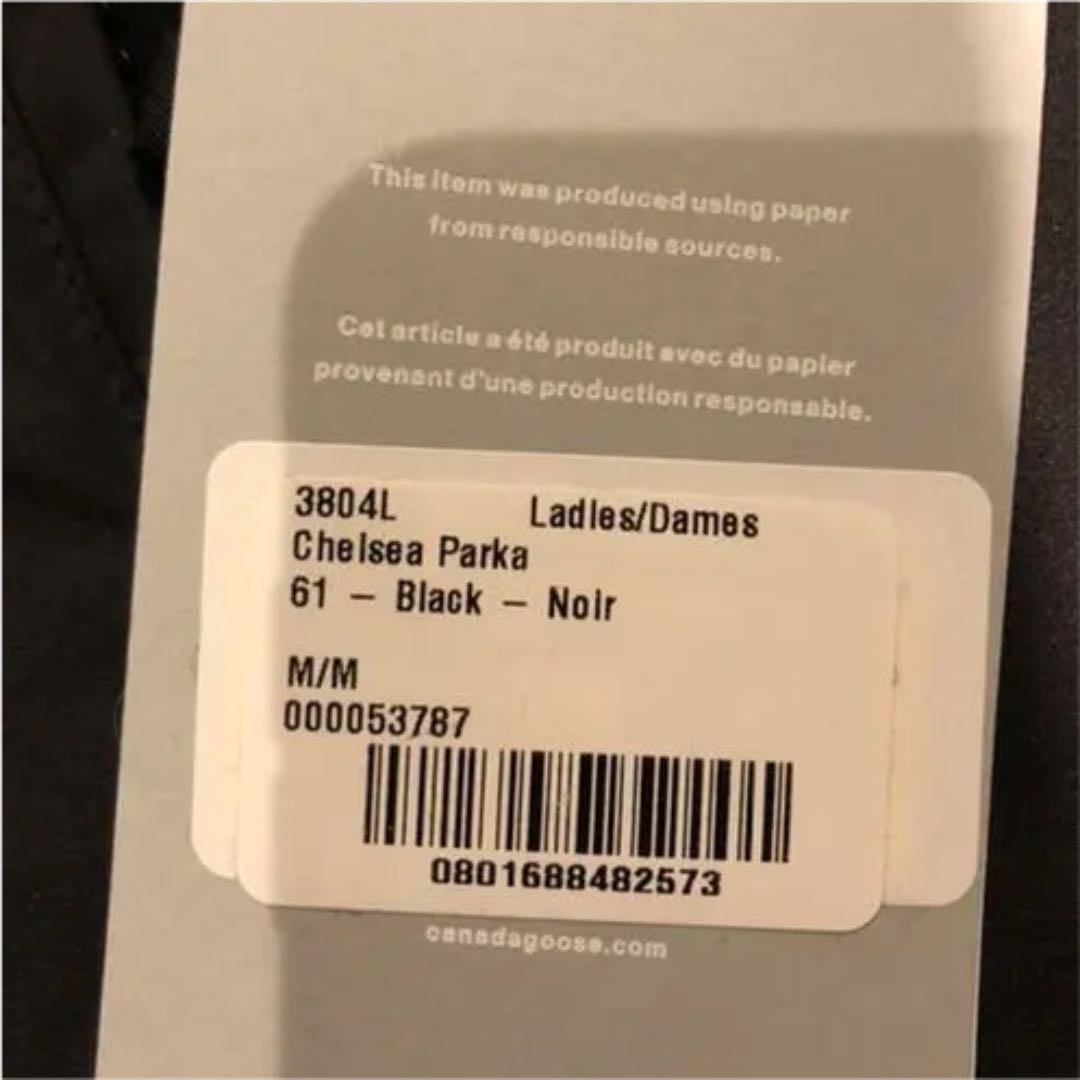 This item was produced using paper
from responsible sources.
Cet article a été produit avec du papier
provenant d'une production responsable.
3804L Ladies/Dames
Chelsea Parka
61 – Black – Noir
M/M
000053787
0801688482573
canadagoose.com